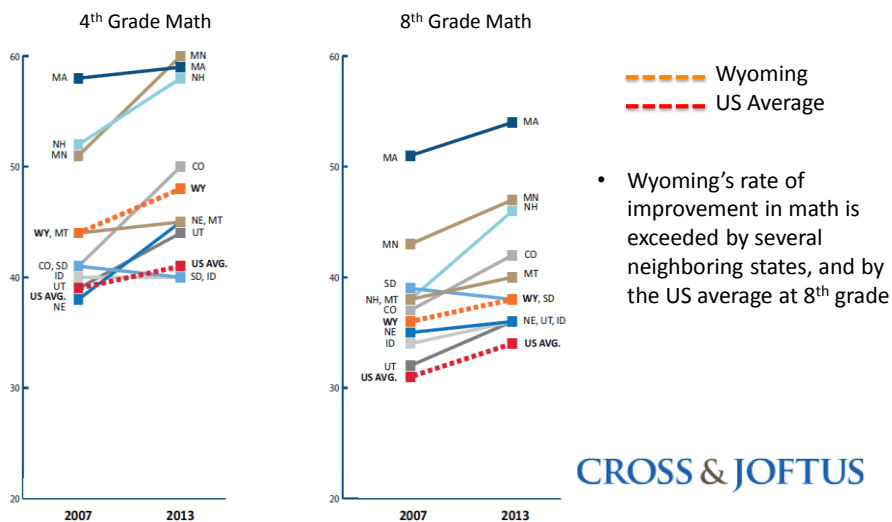 4th Grade Math
60
50
40
30
20
MA
NH
MN
WY, MT
CO, SD
ID
UT
US AVG.
NE
MN
MA
NH
CO
WY
NE, MT
UT
US AVG.
SD, ID
2007 2013
8th Grade Math
60
50
40
30
20
MA
MN
SD
NH, MT
CO
WY
NE
ID
UT
US AVG.
MA
MN
NH
CO
MT
WY, SD
NE, UT, ID
US AVG.
2007 2013
Wyoming
US Average
• Wyoming’s rate of
improvement in math is
exceeded by several
neighboring states, and by
the US average at 8th grade
CROSS & JOFTUS